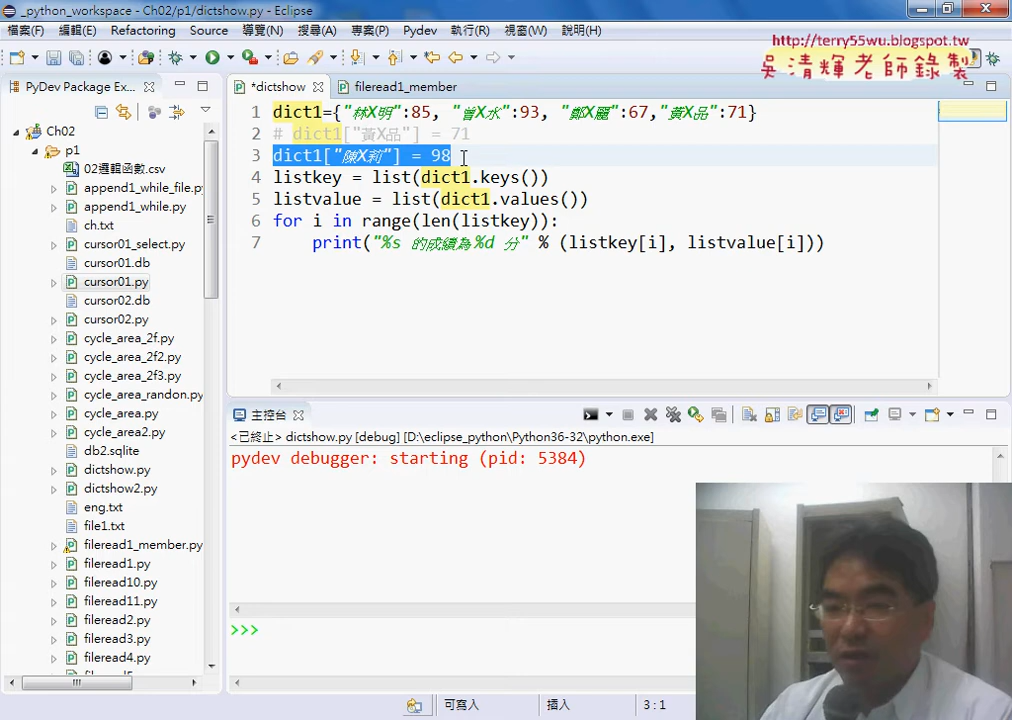 _python_workspace - Ch02/p1/dictshow.py - Eclipse
檔案(F) 編輯(E) Refactoring Source 導覽(N) 搜尋(A) 專案(P) Pydev 執行(R) 視窗(W) 說明(H)
http://terry55wu.blogspot.tw
吳清輝老師錄製
PyDev Package Ex...
*dictshow
fileread1_member
Ch02
p1
02邏輯函數.csv
append1_while_file.py
append1_while.py
ch.txt
cursor01_select.py
cursor01.db
cursor01.py
cursor02.db
cursor02.py
cycle_area_2f.py
cycle_area_2f2.py
cycle_area_2f3.py
cycle_area_randon.py
cycle_area.py
cycle_area2.py
db2.sqlite
dictshow.py
dictshow2.py
eng.txt
file1.txt
fileread1_member.py
fileread1.py
fileread10.py
fileread11.py
fileread2.py
fileread3.py
fileread4.py
1 dict1={"林X明":85, "曾X水":93, "鄭X麗":67,"黃X品":71}
2 # dict1["黃X品"] = 71
3 dict1["陳X莉"] = 98
4 listkey = list(dict1.keys())
5 listvalue = list(dict1.values())
6 for i in range(len(listkey)):
7 print("%s 的成績為%d 分" % (listkey[i], listvalue[i]))
主控台
<已終止> dictshow.py [debug] [D:\eclipse_python\Python36-32\python.exe]
pydev debugger: starting (pid: 5384)
>>>
可寫入 插入 3:1